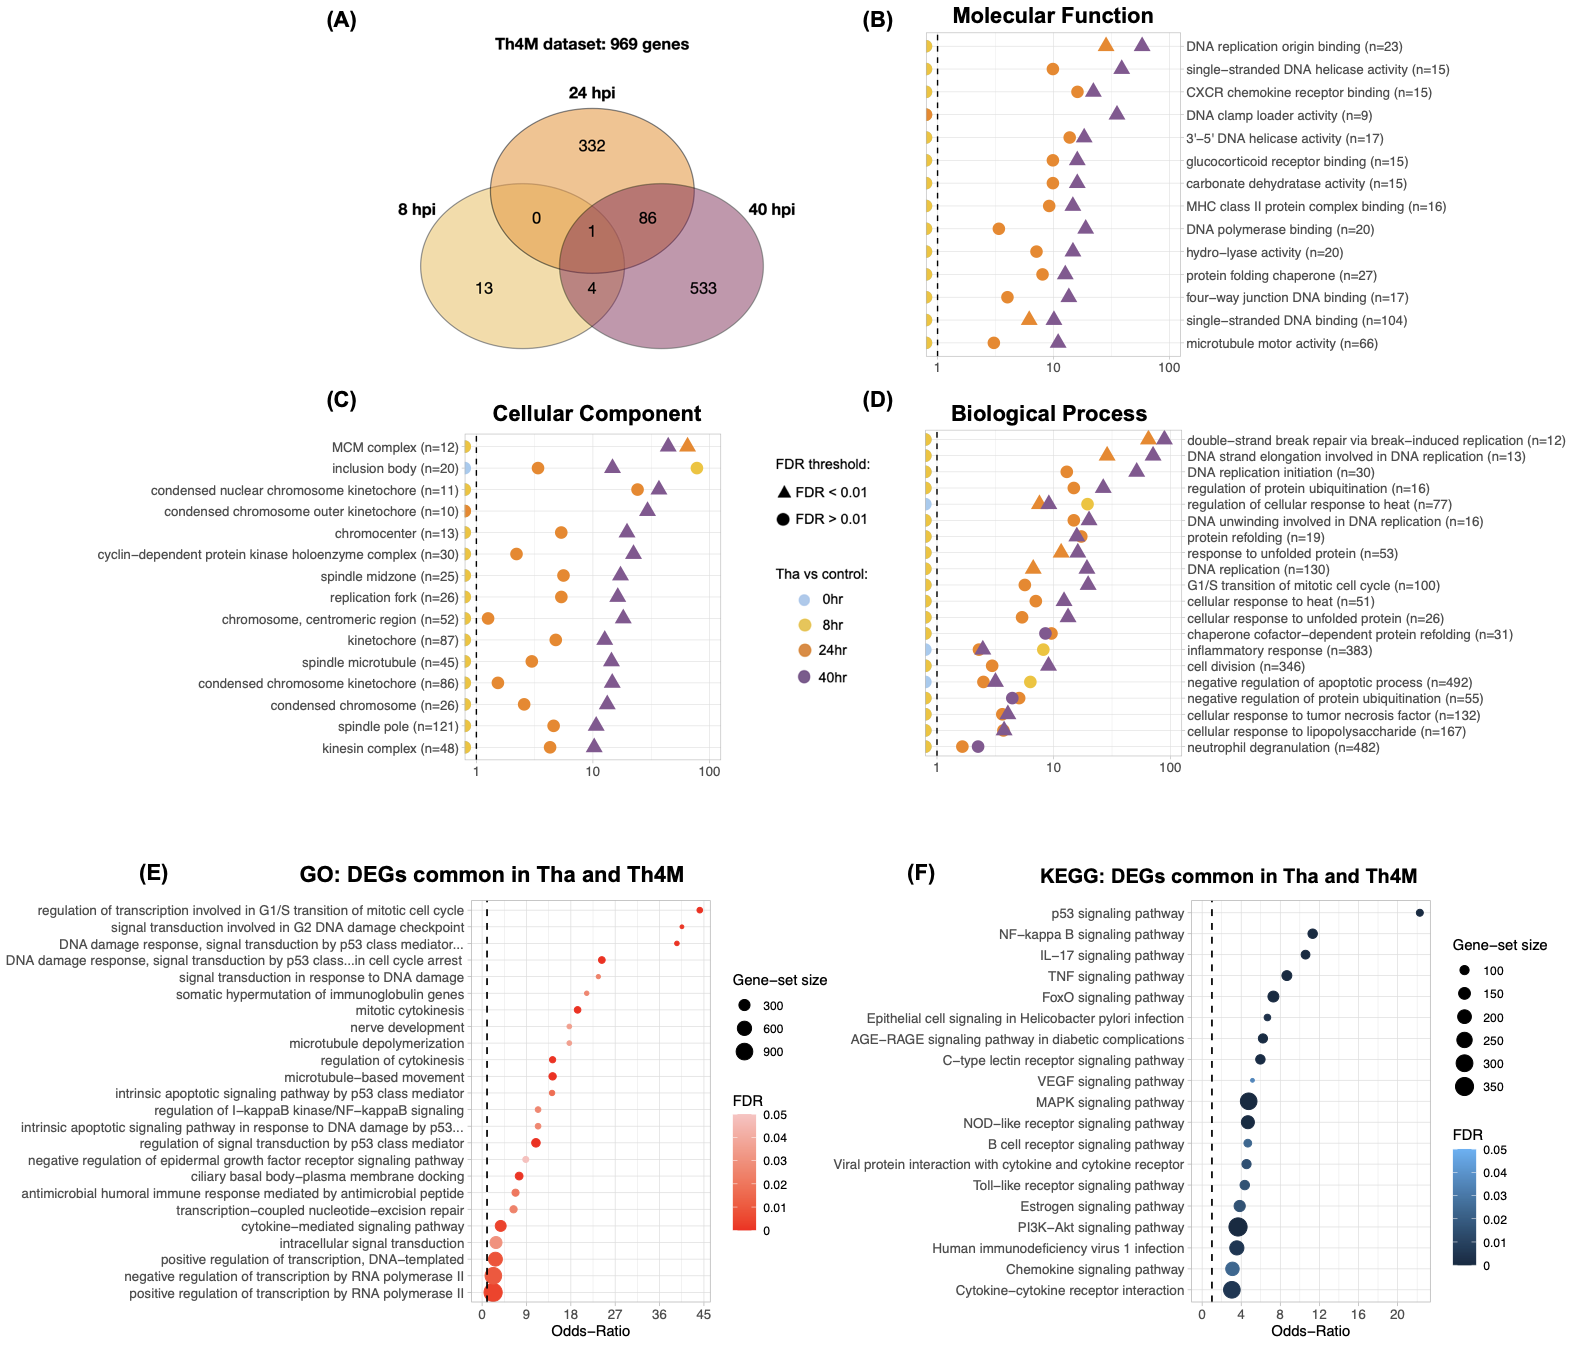 (A)
Th4M dataset: 969 genes
24 hpi
332
8 hpi
40 hpi
0
86
1
13
4
533
(B)
Molecular Function
DNA replication origin binding (n=23)
single−stranded DNA helicase activity (n=15)
CXCR chemokine receptor binding (n=15)
DNA clamp loader activity (n=9)
3'−5' DNA helicase activity (n=17)
glucocorticoid receptor binding (n=15)
carbonate dehydratase activity (n=15)
MHC class II protein complex binding (n=16)
DNA polymerase binding (n=20)
hydro−lyase activity (n=20)
protein folding chaperone (n=27)
four−way junction DNA binding (n=17)
single−stranded DNA binding (n=104)
microtubule motor activity (n=66)
1 10 100
(C)
Cellular Component
MCM complex (n=12)
inclusion body (n=20)
condensed nuclear chromosome kinetochore (n=11)
condensed chromosome outer kinetochore (n=10)
chromocenter (n=13)
cyclin−dependent protein kinase holoenzyme complex (n=30)
spindle midzone (n=25)
replication fork (n=26)
chromosome, centromeric region (n=52)
kinetochore (n=87)
spindle microtubule (n=45)
condensed chromosome kinetochore (n=86)
condensed chromosome (n=26)
spindle pole (n=121)
kinesin complex (n=48)
1 10 100
FDR threshold:
FDR < 0.01
FDR > 0.01
Tha vs control:
0hr
8hr
24hr
40hr
(D)
Biological Process
double−strand break repair via break−induced replication (n=12)
DNA strand elongation involved in DNA replication (n=13)
DNA replication initiation (n=30)
regulation of protein ubiquitination (n=16)
regulation of cellular response to heat (n=77)
DNA unwinding involved in DNA replication (n=16)
protein refolding (n=19)
response to unfolded protein (n=53)
DNA replication (n=130)
G1/S transition of mitotic cell cycle (n=100)
cellular response to heat (n=51)
cellular response to unfolded protein (n=26)
chaperone cofactor−dependent protein refolding (n=31)
inflammatory response (n=383)
cell division (n=346)
negative regulation of apoptotic process (n=492)
negative regulation of protein ubiquitination (n=55)
cellular response to tumor necrosis factor (n=132)
cellular response to lipopolysaccharide (n=167)
neutrophil degranulation (n=482)
1 10 100
(E)
GO: DEGs common in Tha and Th4M
regulation of transcription involved in G1/S transition of mitotic cell cycle
signal transduction involved in G2 DNA damage checkpoint
DNA damage response, signal transduction by p53 class mediator...
DNA damage response, signal transduction by p53 class...in cell cycle arrest
signal transduction in response to DNA damage
somatic hypermutation of immunoglobulin genes
mitotic cytokinesis
nerve development
microtubule depolymerization
regulation of cytokinesis
microtubule−based movement
intrinsic apoptotic signaling pathway by p53 class mediator
regulation of I−kappaB kinase/NF−kappaB signaling
intrinsic apoptotic signaling pathway in response to DNA damage by p53...
regulation of signal transduction by p53 class mediator
negative regulation of epidermal growth factor receptor signaling pathway
ciliary basal body−plasma membrane docking
antimicrobial humoral immune response mediated by antimicrobial peptide
transcription−coupled nucleotide−excision repair
cytokine−mediated signaling pathway
intracellular signal transduction
positive regulation of transcription, DNA−templated
negative regulation of transcription by RNA polymerase II
positive regulation of transcription by RNA polymerase II
0 9 18 27 36 45
Odds−Ratio
Gene−set size
300
600
900
FDR
0.05
0.04
0.03
0.02
0.01
0
(F)
KEGG: DEGs common in Tha and Th4M
p53 signaling pathway
NF−kappa B signaling pathway
IL−17 signaling pathway
TNF signaling pathway
FoxO signaling pathway
Epithelial cell signaling in Helicobacter pylori infection
AGE−RAGE signaling pathway in diabetic complications
C−type lectin receptor signaling pathway
VEGF signaling pathway
MAPK signaling pathway
NOD−like receptor signaling pathway
B cell receptor signaling pathway
Viral protein interaction with cytokine and cytokine receptor
Toll−like receptor signaling pathway
Estrogen signaling pathway
PI3K−Akt signaling pathway
Human immunodeficiency virus 1 infection
Chemokine signaling pathway
Cytokine−cytokine receptor interaction
0 4 8 12 16 20
Odds−Ratio
Gene−set size
100
150
200
250
300
350
FDR
0.05
0.04
0.03
0.02
0.01
0